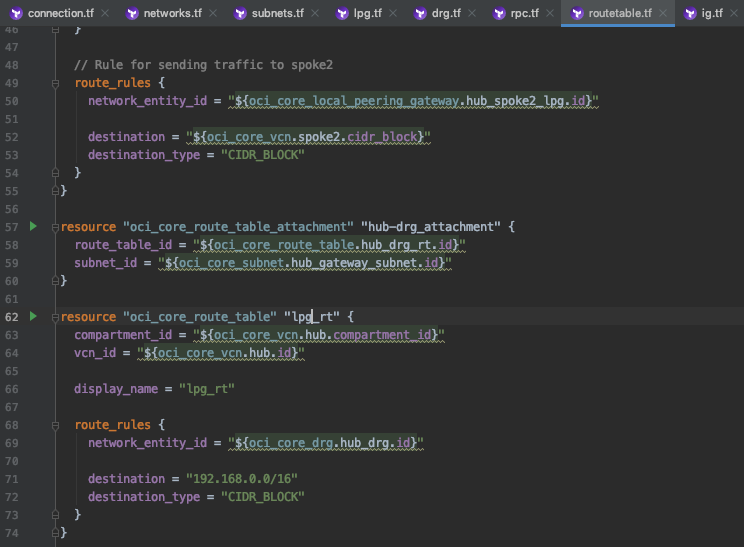 connection.tf networks.tf subnets.tf lpg.tf drg.tf rpc.tf routetable.tf ig.tf
46 }
47
48 // Rule for sending traffic to spoke2
49 route_rules {
50 network_entity_id = "${oci_core_local_peering_gateway.hub_spoke2_lpg.id}"
51
52 destination = "${oci_core_vcn.spoke2.cidr_block}"
53 destination_type = "CIDR_BLOCK"
54 }
55 }
56
57 resource "oci_core_route_table_attachment" "hub-drg_attachment" {
58 route_table_id = "${oci_core_route_table.hub_drg_rt.id}"
59 subnet_id = "${oci_core_subnet.hub_gateway_subnet.id}"
60 }
61
62 resource "oci_core_route_table" "lpg_rt" {
63 compartment_id = "${oci_core_vcn.hub.compartment_id}"
64 vcn_id = "${oci_core_vcn.hub.id}"
65
66 display_name = "lpg_rt"
67
68 route_rules {
69 network_entity_id = "${oci_core_drg.hub_drg.id}"
70
71 destination = "192.168.0.0/16"
72 destination_type = "CIDR_BLOCK"
73 }
74 }